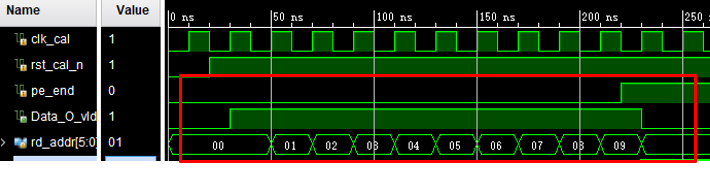 Name Value 0 ns 50 ns 100 ns 150 ns 200 ns 250
clk_cal 1
rst_cal_n 1
pe_end 0
Data_O_vld 1
rd_addr[5:0] 01 00 01 02 03 04 05 06 07 08 09